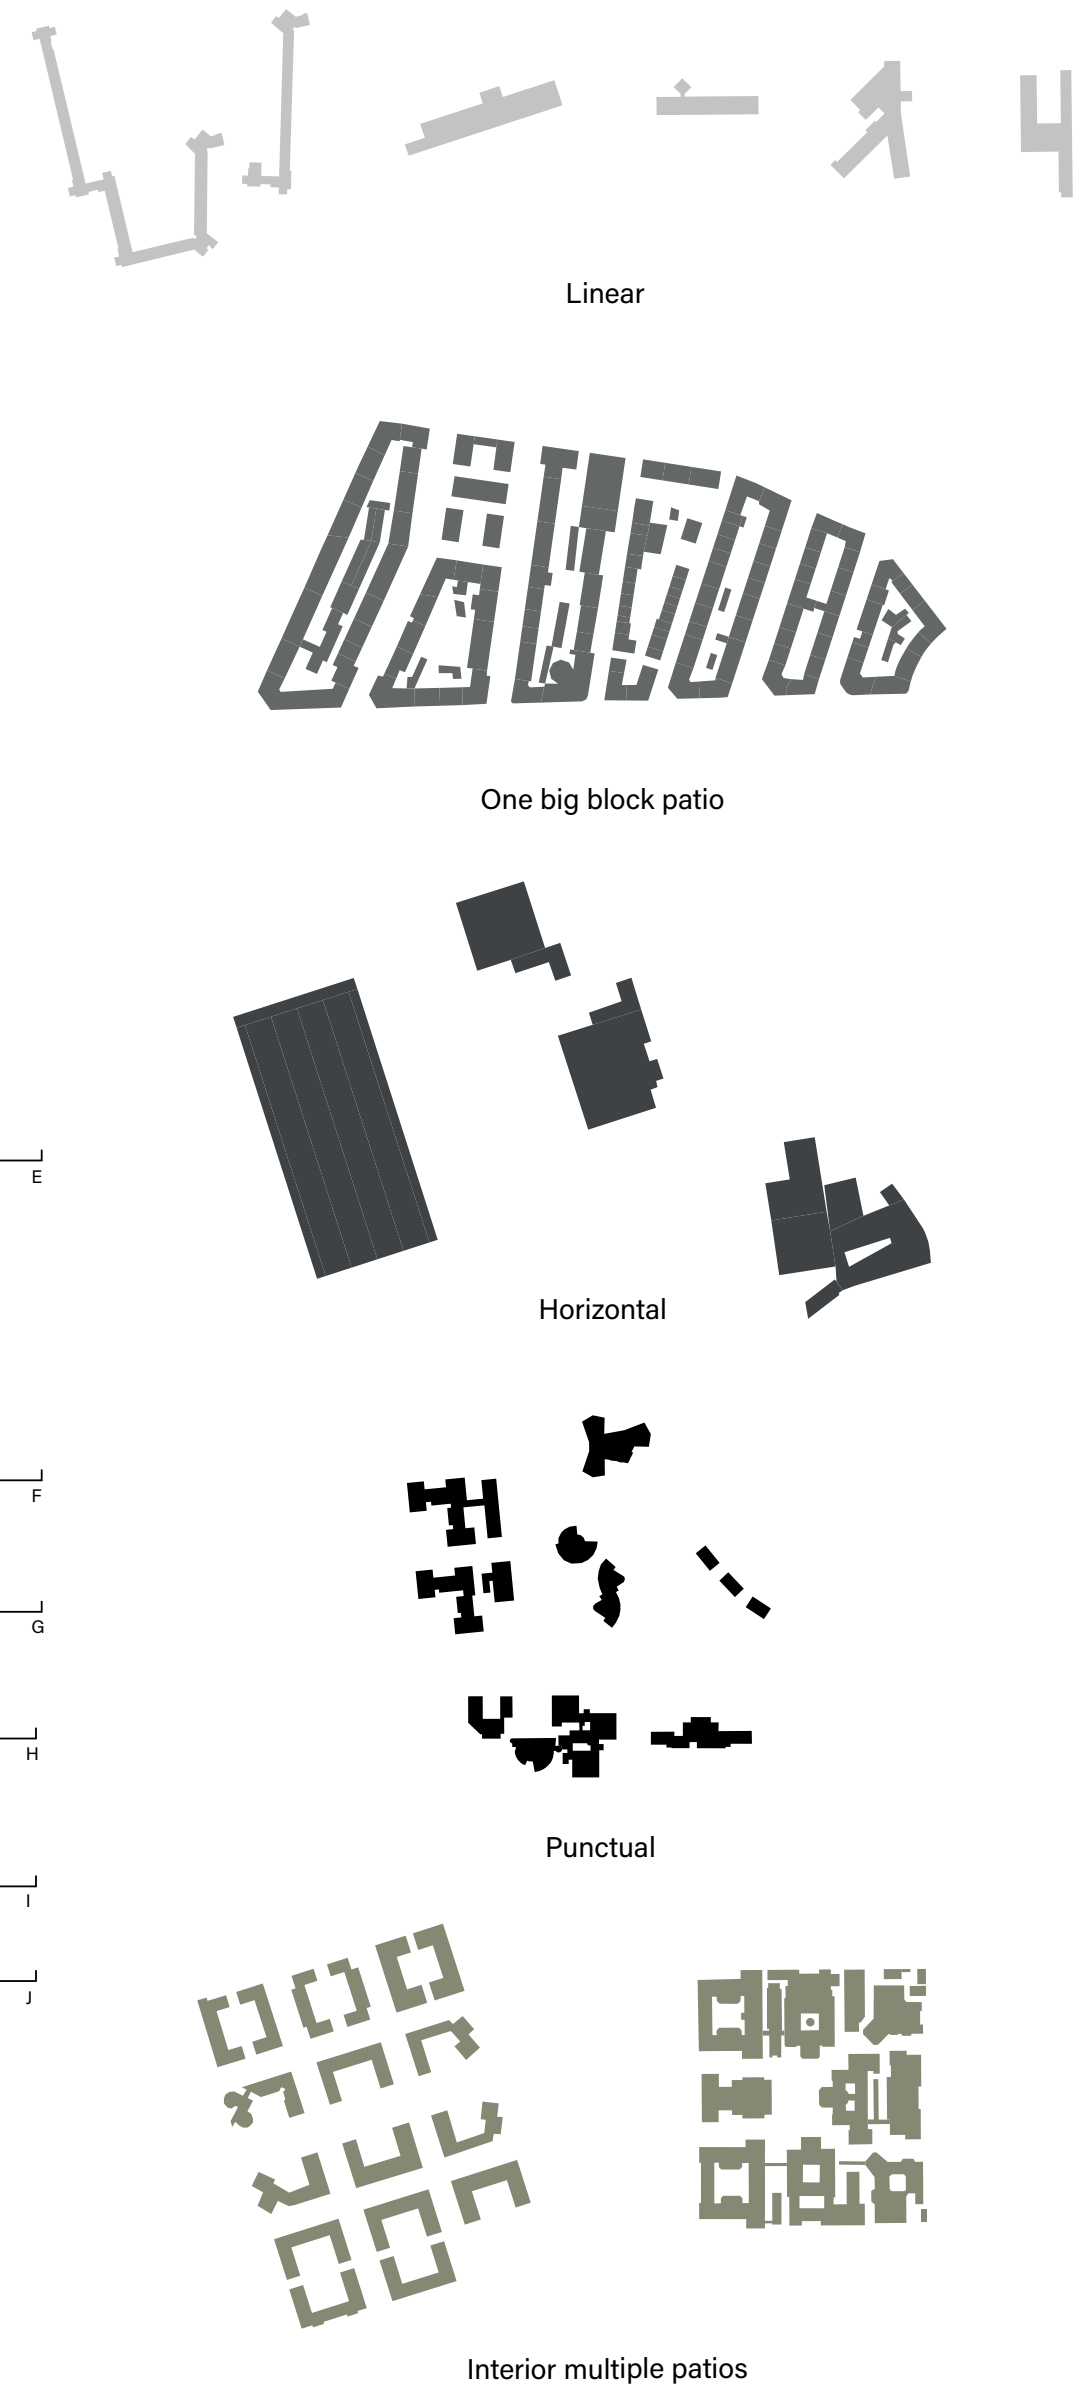 Linear
One big block patio
E
Horizontal
F
G
H
Punctual
I
J
Interior multiple patios